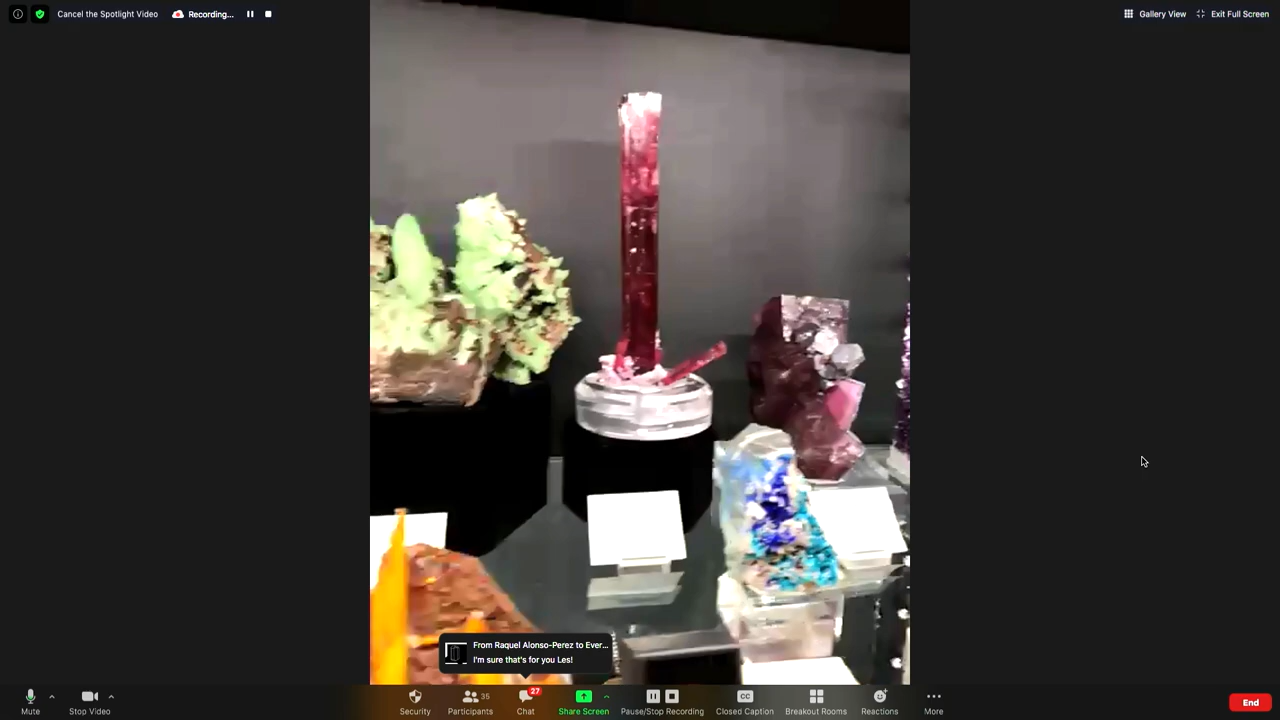 Cancel the Spotlight Video
Recording...
Gallery View
Exit Full Screen
From Raquel Alonso-Perez to Ever...
I'm sure that's for you Les!
27
35
CC
Mute
Stop Video
Security
Participants
Chat
Share Screen
Pause/Stop Recording
Closed Caption
Breakout Rooms
Reactions
More
End